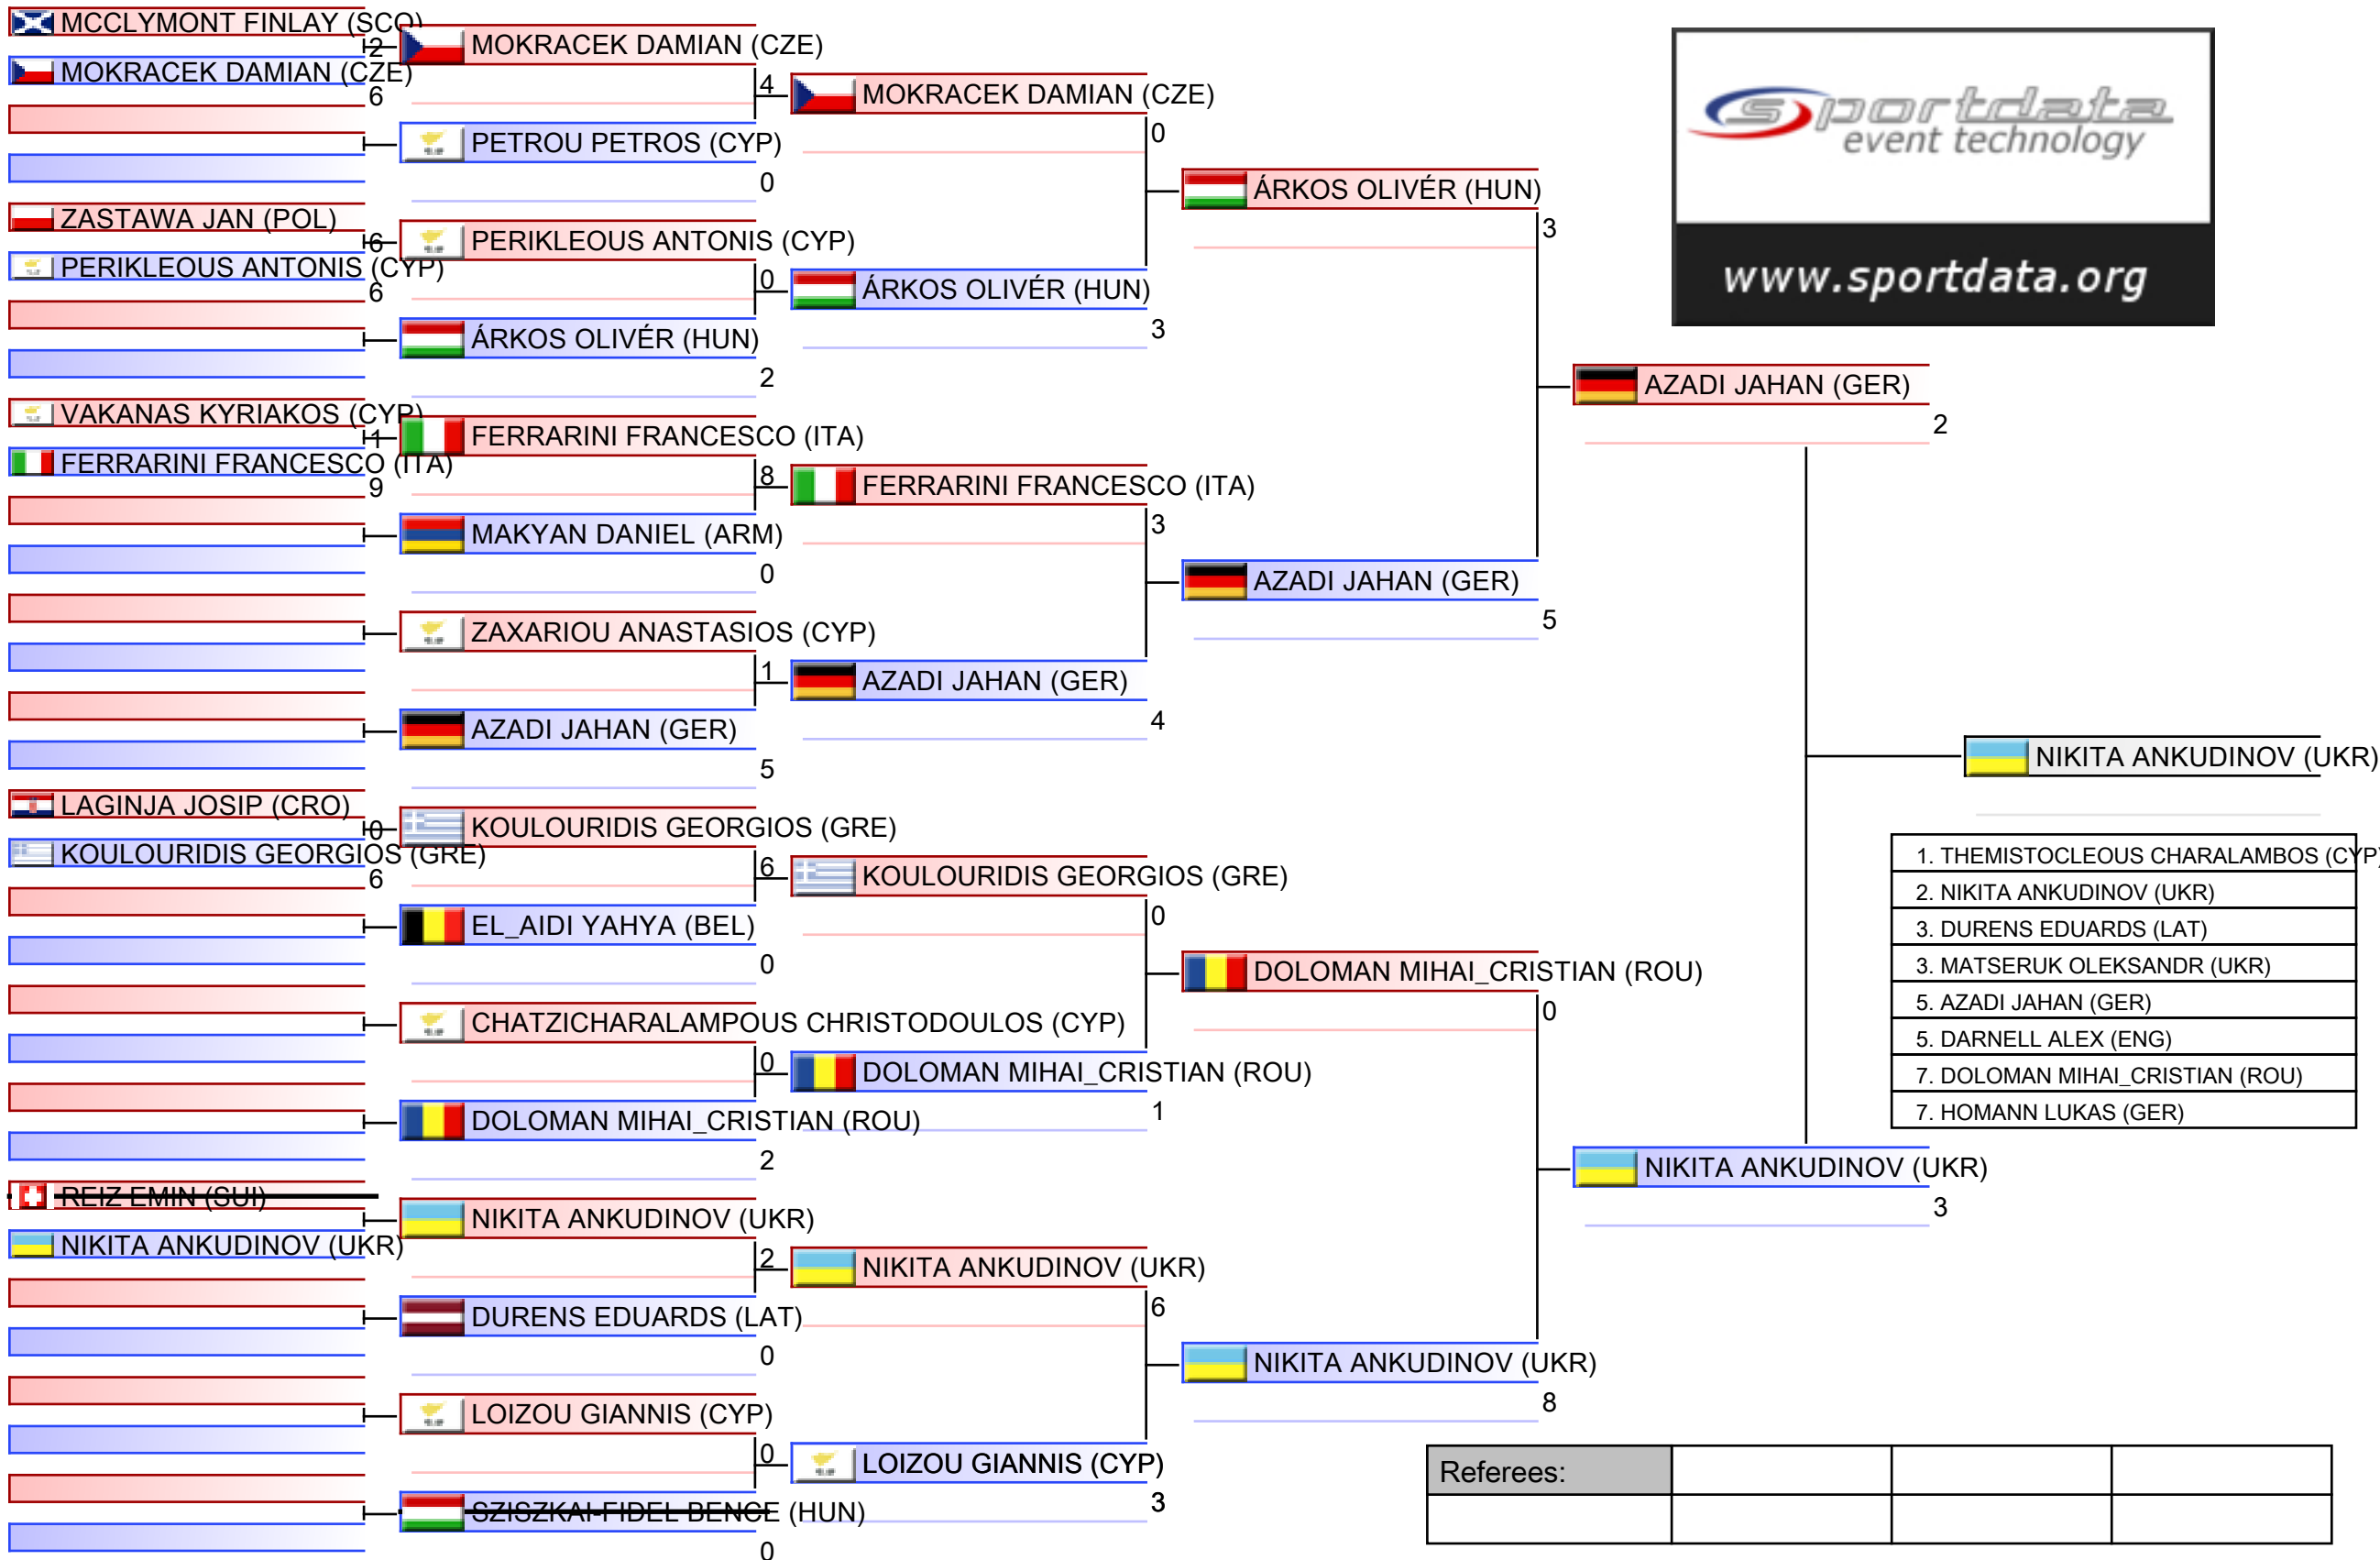 MCCLYMONT FINLAY (SCO)
2
MOKRACEK DAMIAN (CZE)
6
ZASTAWA JAN (POL)
6
PERIKLEOUS ANTONIS (CYP)
6
VAKANAS KYRIAKOS (CYP)
1
FERRARINI FRANCESCO (ITA)
9
LAGINJA JOSIP (CRO)
0
KOULOURIDIS GEORGIOS (GRE)
6
REIZ EMIN (SUI)
NIKITA ANKUDINOV (UKR)
MOKRACEK DAMIAN (CZE)
4
PETROU PETROS (CYP)
0
PERIKLEOUS ANTONIS (CYP)
0
ÁRKOS OLIVÉR (HUN)
2
FERRARINI FRANCESCO (ITA)
8
MAKYAN DANIEL (ARM)
0
ZAXARIOU ANASTASIOS (CYP)
1
AZADI JAHAN (GER)
5
KOULOURIDIS GEORGIOS (GRE)
6
EL_AIDI YAHYA (BEL)
0
CHATZICHARALAMPOUS CHRISTODOULOS (CYP)
0
DOLOMAN MIHAI_CRISTIAN (ROU)
2
NIKITA ANKUDINOV (UKR)
2
DURENS EDUARDS (LAT)
0
LOIZOU GIANNIS (CYP)
0
SZISZKAI-FIDEL BENCE (HUN)
0
MOKRACEK DAMIAN (CZE)
0
ÁRKOS OLIVÉR (HUN)
3
FERRARINI FRANCESCO (ITA)
3
AZADI JAHAN (GER)
4
KOULOURIDIS GEORGIOS (GRE)
0
DOLOMAN MIHAI_CRISTIAN (ROU)
1
NIKITA ANKUDINOV (UKR)
6
LOIZOU GIANNIS (CYP)
3
ÁRKOS OLIVÉR (HUN)
3
AZADI JAHAN (GER)
5
DOLOMAN MIHAI_CRISTIAN (ROU)
0
NIKITA ANKUDINOV (UKR)
8
AZADI JAHAN (GER)
2
NIKITA ANKUDINOV (UKR)
3
NIKITA ANKUDINOV (UKR)
sportdata
event technology
www.sportdata.org
1. THEMISTOCLEOUS CHARALAMBOS (CYP)
2. NIKITA ANKUDINOV (UKR)
3. DURENS EDUARDS (LAT)
3. MATSERUK OLEKSANDR (UKR)
5. AZADI JAHAN (GER)
5. DARNELL ALEX (ENG)
7. DOLOMAN MIHAI_CRISTIAN (ROU)
7. HOMANN LUKAS (GER)
Referees: